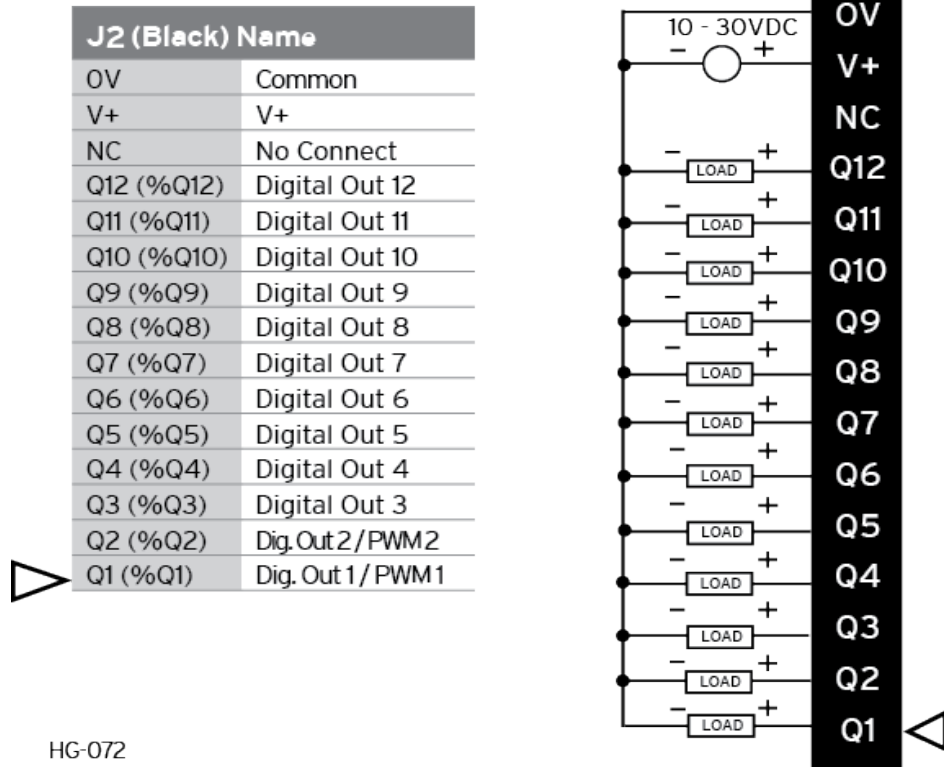 J2 (Black) Name
0V Common
V+ V+
NC No Connect
Q12 (%Q12) Digital Out 12
Q11 (%Q11) Digital Out 11
Q10 (%Q10) Digital Out 10
Q9 (%Q9) Digital Out 9
Q8 (%Q8) Digital Out 8
Q7 (%Q7) Digital Out 7
Q6 (%Q6) Digital Out 6
Q5 (%Q5) Digital Out 5
Q4 (%Q4) Digital Out 4
Q3 (%Q3) Digital Out 3
Q2 (%Q2) Dig. Out 2 / PWM 2
Q1 (%Q1) Dig. Out 1 / PWM 1
HG-072
0V
10 - 30VDC
- + V+
NC
- LOAD + Q12
- LOAD + Q11
- LOAD + Q10
- LOAD + Q9
- LOAD + Q8
- LOAD + Q7
- LOAD + Q6
- LOAD + Q5
- LOAD + Q4
- LOAD + Q3
- LOAD + Q2
- LOAD + Q1